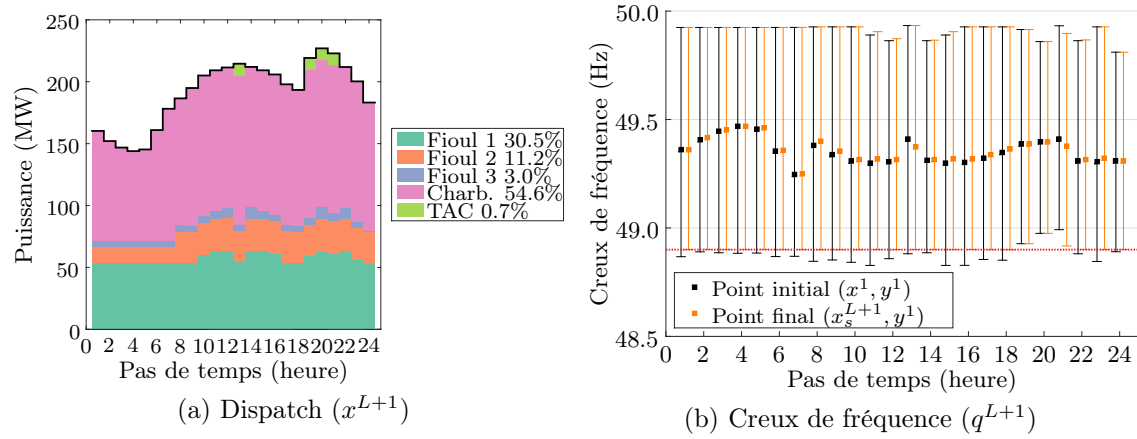 250
200
150
100
50
0
Puissance (MW)
0 2 4 6 8 10 12 14 16 18 20 22 24
Pas de temps (heure)
Fioul 1 30.5%
Fioul 2 11.2%
Fioul 3 3.0%
Charb. 54.6%
TAC 0.7%
(a) Dispatch (x^{L+1})
50.0
49.5
49.0
48.5
Creux de fréquence (Hz)
Point initial (x^1, y^1)
Point final (x_s^{L+1}, y^1)
0 2 4 6 8 10 12 14 16 18 20 22 24
Pas de temps (heure)
(b) Creux de fréquence (q^{L+1})